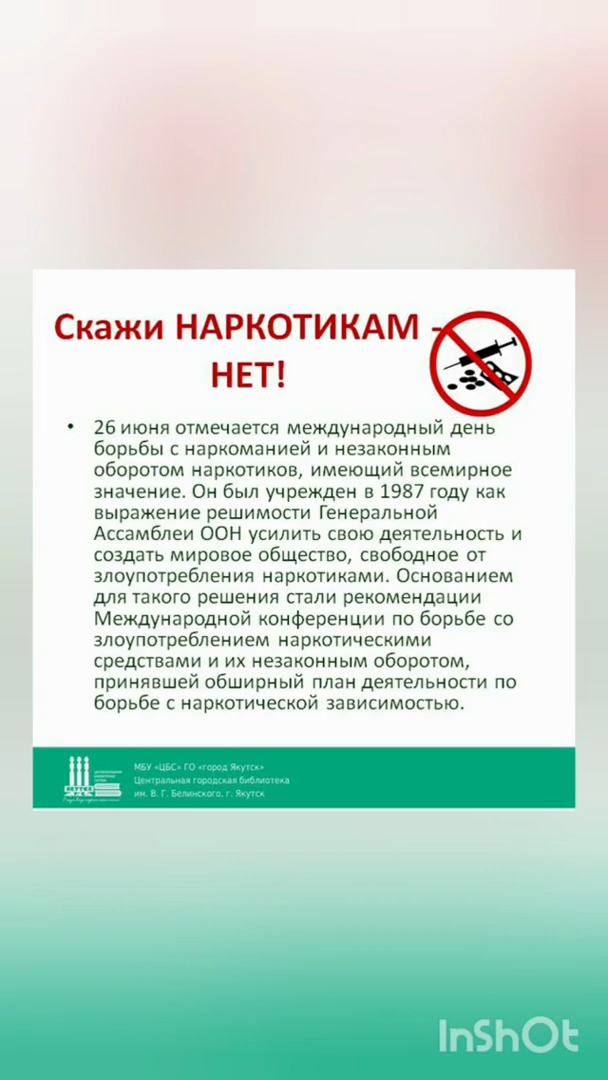 Скажи НАРКОТИКАМ -
НЕТ!
• 26 июня отмечается международный день
борьбы с наркоманией и незаконным
оборотом наркотиков, имеющий всемирное
значение. Он был учрежден в 1987 году как
выражение решимости Генеральной
Ассамблеи ООН усилить свою деятельность и
создать мировое общество, свободное от
злоупотребления наркотиками. Основанием
для такого решения стали рекомендации
Международной конференции по борьбе со
злоупотреблением наркотическими
средствами и их незаконным оборотом,
принявшей обширный план деятельности по
борьбе с наркотической зависимостью.
МБУ «ЦБС» ГО «город Якутск»
Центральная городская библиотека
им. В. Г. Белинского, г. Якутск
InShOt